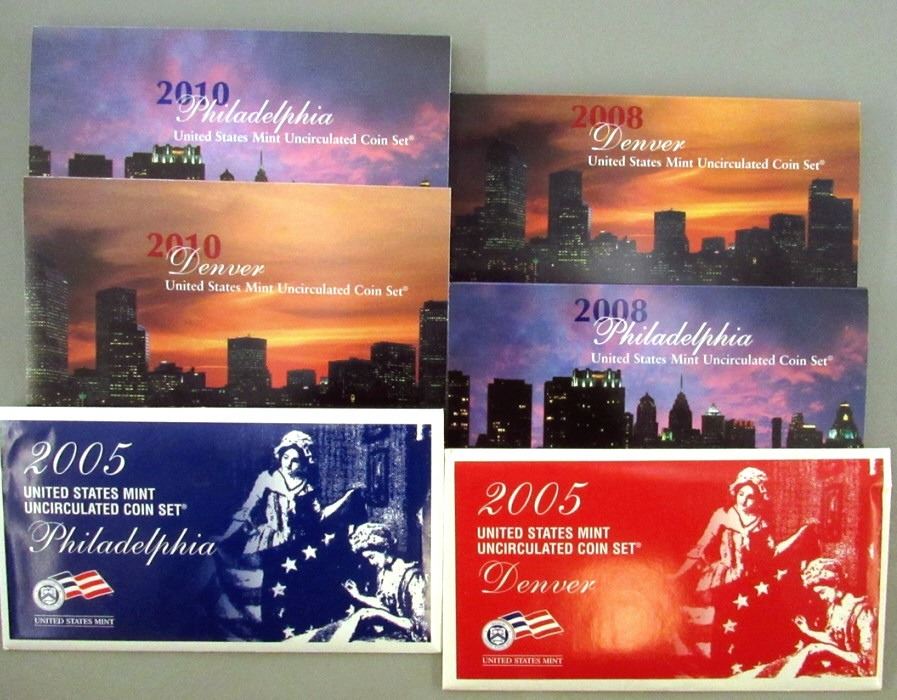 2010
Philadelphia
United States Mint Uncirculated Coin Set®
2008
Denver
United States Mint Uncirculated Coin Set®
2010
Denver
United States Mint Uncirculated Coin Set®
2008
Philadelphia
United States Mint Uncirculated Coin Set®
2005
UNITED STATES MINT
UNCIRCULATED COIN SET®
Philadelphia
UNITED STATES MINT
2005
UNITED STATES MINT
UNCIRCULATED COIN SET®
Denver
UNITED STATES MINT